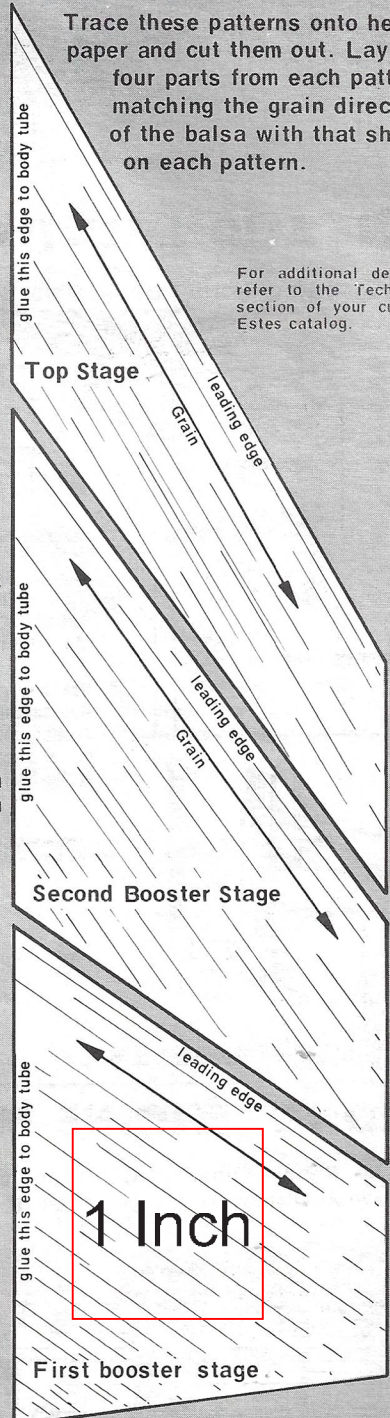 Trace these patterns onto he
paper and cut them out. Lay
four parts from each patt
matching the grain direc
of the balsa with that sh
on each pattern.
For additional de
refer to the Tech
section of your cu
Estes catalog.
glue this edge to body tube
Top Stage
leading edge
Grain
glue this edge to body tube
leading edge
Grain
Second Booster Stage
glue this edge to body tube
leading edge
1 Inch
First booster stage